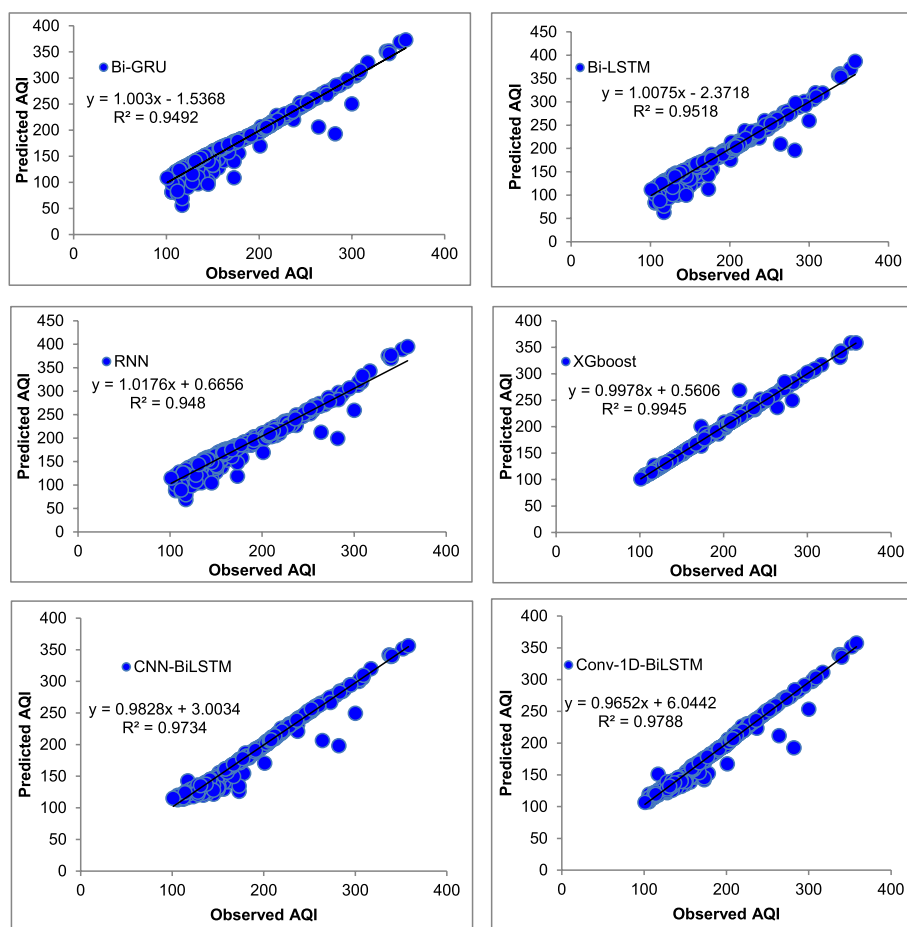 400
350
300
250
200
150
100
50
0
Predicted AQI
Bi-GRU
y = 1.003x - 1.5368
R² = 0.9492
0 100 200 300 400
Observed AQI
450
400
350
300
250
200
150
100
50
0
Predicted AQI
Bi-LSTM
y = 1.0075x - 2.3718
R² = 0.9518
0 100 200 300 400
Observed AQI
450
400
350
300
250
200
150
100
50
0
Predicted AQI
RNN
y = 1.0176x + 0.6656
R² = 0.948
0 100 200 300 400
Observed AQI
400
350
300
250
200
150
100
50
0
Predicted AQI
XGboost
y = 0.9978x + 0.5606
R² = 0.9945
0 100 200 300 400
Observed AQI
400
350
300
250
200
150
100
50
0
Predicted AQI
CNN-BiLSTM
y = 0.9828x + 3.0034
R² = 0.9734
0 100 200 300 400
Observed AQI
400
350
300
250
200
150
100
50
0
Predicted AQI
Conv-1D-BiLSTM
y = 0.9652x + 6.0442
R² = 0.9788
0 100 200 300 400
Observed AQI